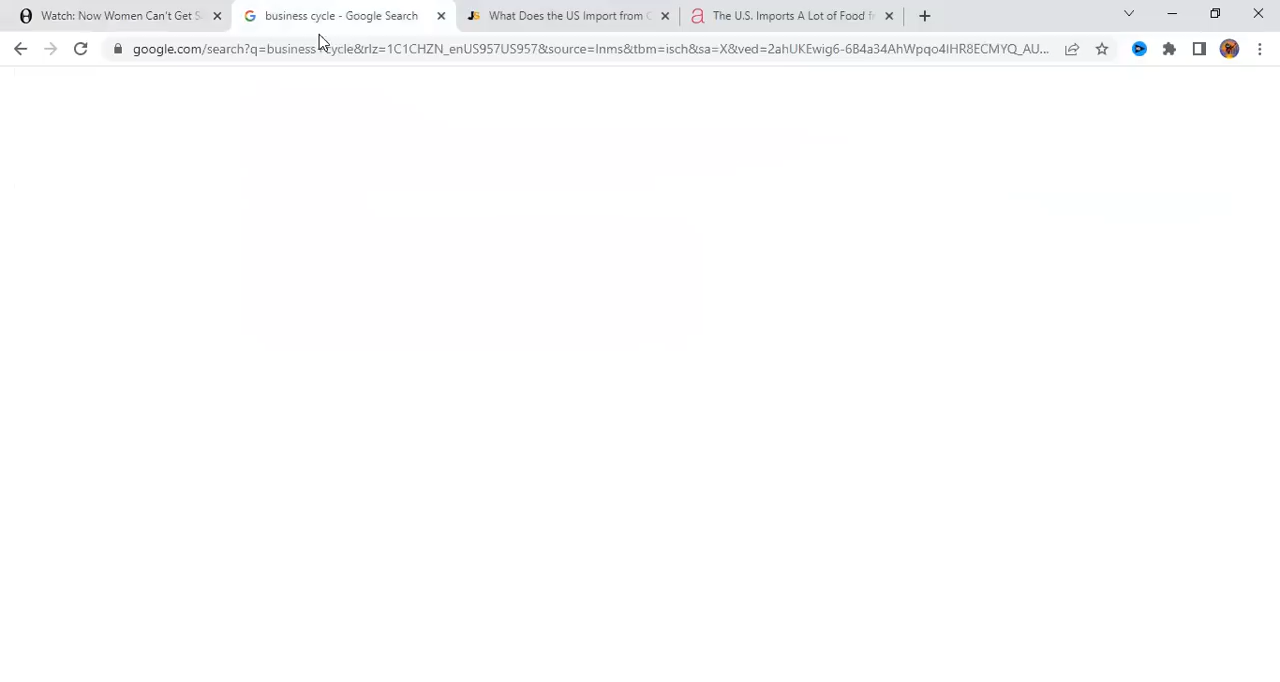 Watch: Now Women Can't Get S
business cycle - Google Search
What Does the US Import from C
The U.S. Imports A Lot of Food f
google.com/search?q=business cycle&rlz=1C1CHZN_enUS957US957&source=lnms&tbm=isch&sa=X&ved=2ahUKEwig6-6B4a34AhWpqo4IHR8ECMYQ_AU...